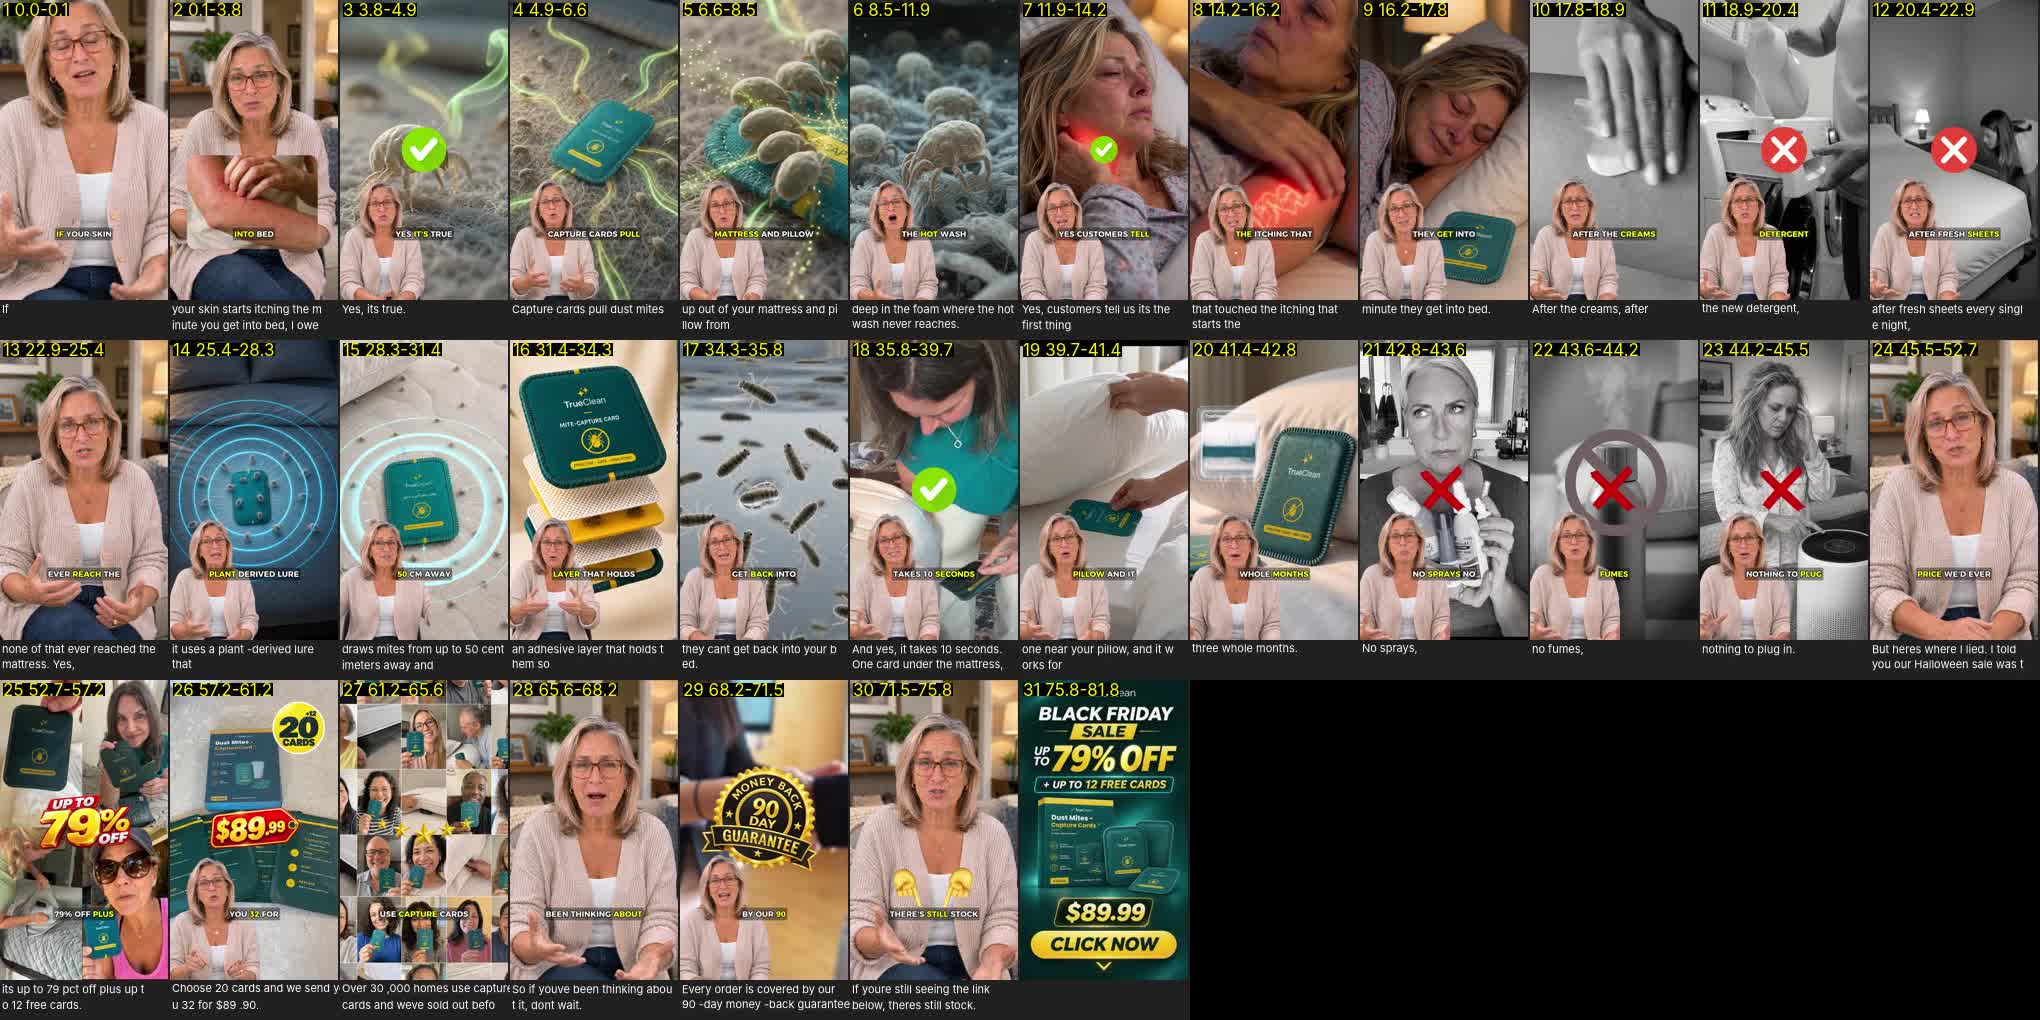 1 0.0-0.1
IF YOUR SKIN
If
2 0.1-3.8
INTO BED
your skin starts itching the m
inute you get into bed, I owe
3 3.8-4.9
YES IT'S TRUE
Yes, its true.
4 4.9-6.6
CAPTURE CARDS PULL
Capture cards pull dust mites
5 6.6-8.5
MATTRESS AND PILLOW
up out of your mattress and pi
llow from
6 8.5-11.9
THE HOT WASH
deep in the foam where the hot
wash never reaches.
7 11.9-14.2
YES CUSTOMERS TELL
Yes, customers tell us its the
first thing
8 14.2-16.2
THE ITCHING THAT
that touched the itching that
starts the
9 16.2-17.8
THEY GET INTO
minute they get into bed.
10 17.8-18.9
AFTER THE CREAMS
After the creams, after
11 18.9-20.4
DETERGENT
the new detergent,
12 20.4-22.9
AFTER FRESH SHEETS
after fresh sheets every singl
e night,
13 22.9-25.4
EVER REACH THE
none of that ever reached the
mattress. Yes,
14 25.4-28.3
PLANT DERIVED LURE
it uses a plant -derived lure
that
15 28.3-31.4
50 CM AWAY
draws mites from up to 50 cent
imeters away and
16 31.4-34.3
TrueClean
MITE-CAPTURE CARD
LAYER THAT HOLDS
an adhesive layer that holds t
hem so
17 34.3-35.8
GET BACK INTO
they cant get back into your b
ed.
18 35.8-39.7
TAKES 10 SECONDS
And yes, it takes 10 seconds.
One card under the mattress,
19 39.7-41.4
PILLOW AND IT
one near your pillow, and it w
orks for
20 41.4-42.8
TrueClean
WHOLE MONTHS
three whole months.
21 42.8-43.6
NO SPRAYS NO
No sprays,
22 43.6-44.2
FUMES
no fumes,
23 44.2-45.5
NOTHING TO PLUG
nothing to plug in.
24 45.5-52.7
PRICE WE'D EVER
But heres where I lied. I told
you our Halloween sale was t
25 52.7-57.2
TrueClean
UP TO
79%
OFF
79% OFF PLUS
its up to 79 pct off plus up t
o 12 free cards.
26 57.2-61.2
+12
20
CARDS
Dust Mites -
Capture Cards
$89.99
YOU 32 FOR
Choose 20 cards and we send y
u 32 for $89 .90.
27 61.2-65.6
USE CAPTURE CARDS
Over 30 ,000 homes use capture
cards and weve sold out befo
28 65.6-68.2
BEEN THINKING ABOUT
So if youve been thinking abou
t it, dont wait.
29 68.2-71.5
MONEY BACK
90
DAY
GUARANTEE
BY OUR 90
Every order is covered by our
90 -day money -back guarantee
30 71.5-75.8
THERE'S STILL STOCK
If youre still seeing the link
below, theres still stock.
31 75.8-81.8
ean
BLACK FRIDAY
SALE
UP TO 79% OFF
+ UP TO 12 FREE CARDS
Dust Mites -
Capture Cards
$89.99
CLICK NOW